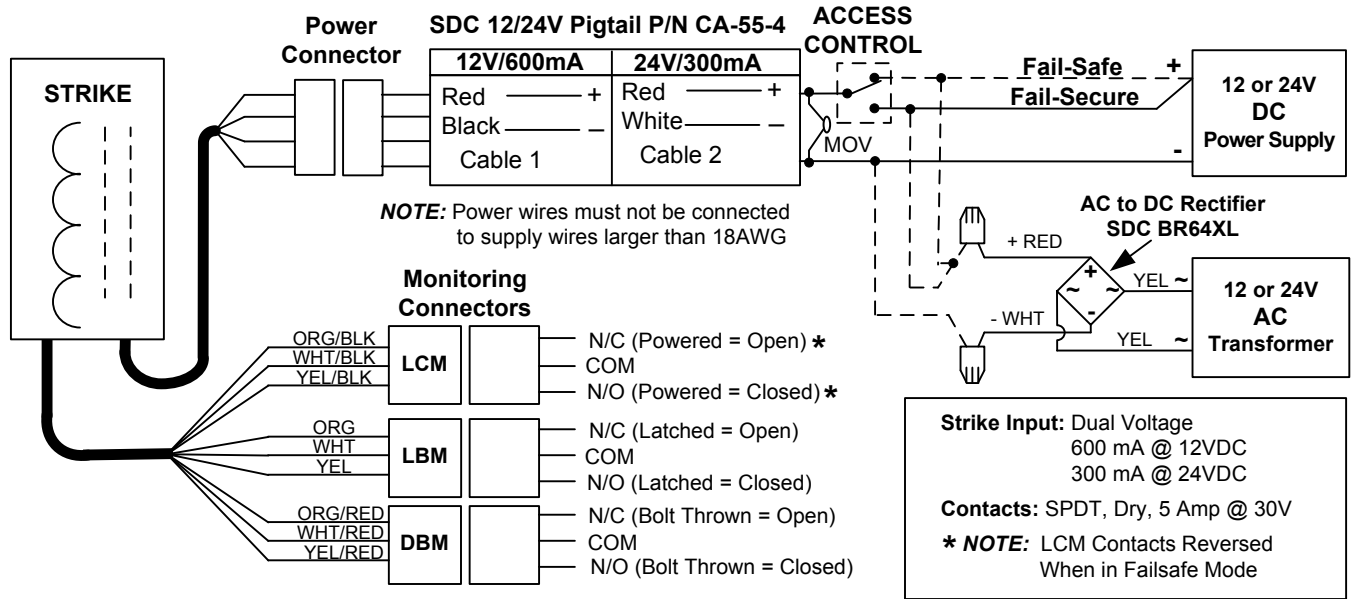 Power
Connector
SDC 12/24V Pigtail P/N CA-55-4
ACCESS
CONTROL
STRIKE
12V/600mA
24V/300mA
Red +
Black –
Cable 1
Red +
White –
Cable 2
MOV
Fail-Safe
Fail-Secure
+
-
12 or 24V
DC
Power Supply
NOTE: Power wires must not be connected
to supply wires larger than 18AWG
AC to DC Rectifier
SDC BR64XL
+ RED
- WHT
+
~ ~
-
YEL ~
YEL ~
12 or 24V
AC
Transformer
Monitoring
Connectors
ORG/BLK
WHT/BLK
YEL/BLK
LCM
N/C (Powered = Open) *
COM
N/O (Powered = Closed) *
ORG
WHT
YEL
LBM
N/C (Latched = Open)
COM
N/O (Latched = Closed)
ORG/RED
WHT/RED
YEL/RED
DBM
N/C (Bolt Thrown = Open)
COM
N/O (Bolt Thrown = Closed)
Strike Input: Dual Voltage
600 mA @ 12VDC
300 mA @ 24VDC
Contacts: SPDT, Dry, 5 Amp @ 30V
* NOTE: LCM Contacts Reversed
When in Failsafe Mode